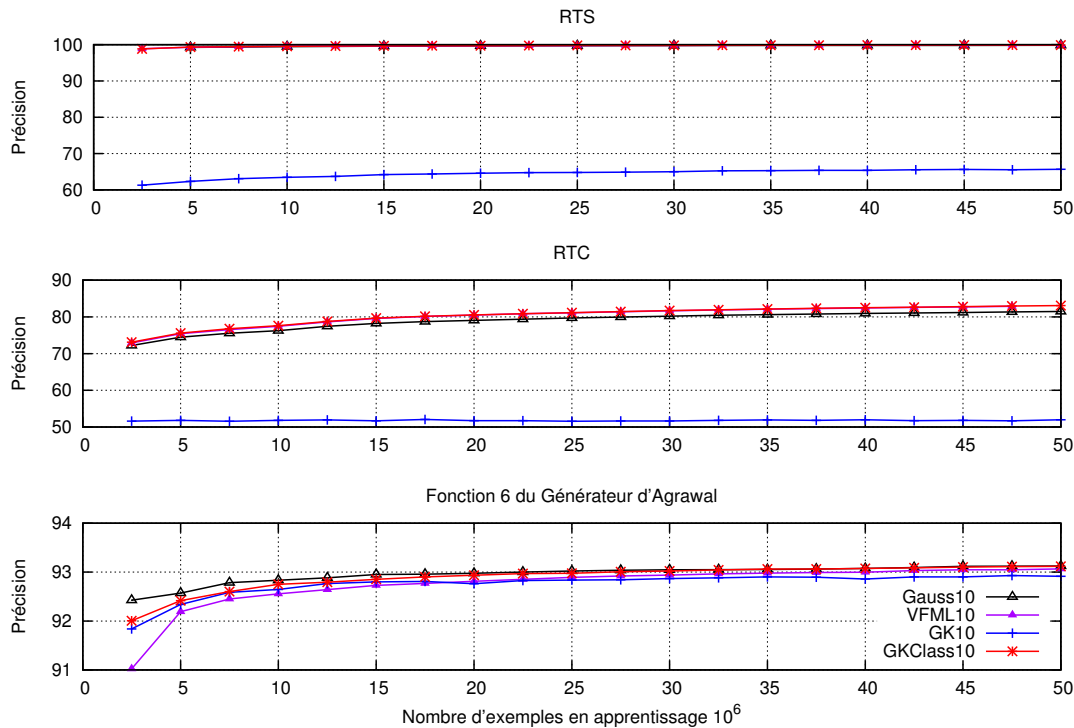 RTS
100
90
80
70
60
Précision
0 5 10 15 20 25 30 35 40 45 50
RTC
90
80
70
60
50
Précision
0 5 10 15 20 25 30 35 40 45 50
Fonction 6 du Générateur d'Agrawal
94
93
92
91
Précision
Gauss10
VFML10
GK10
GKClass10
0 5 10 15 20 25 30 35 40 45 50
Nombre d'exemples en apprentissage 10^6